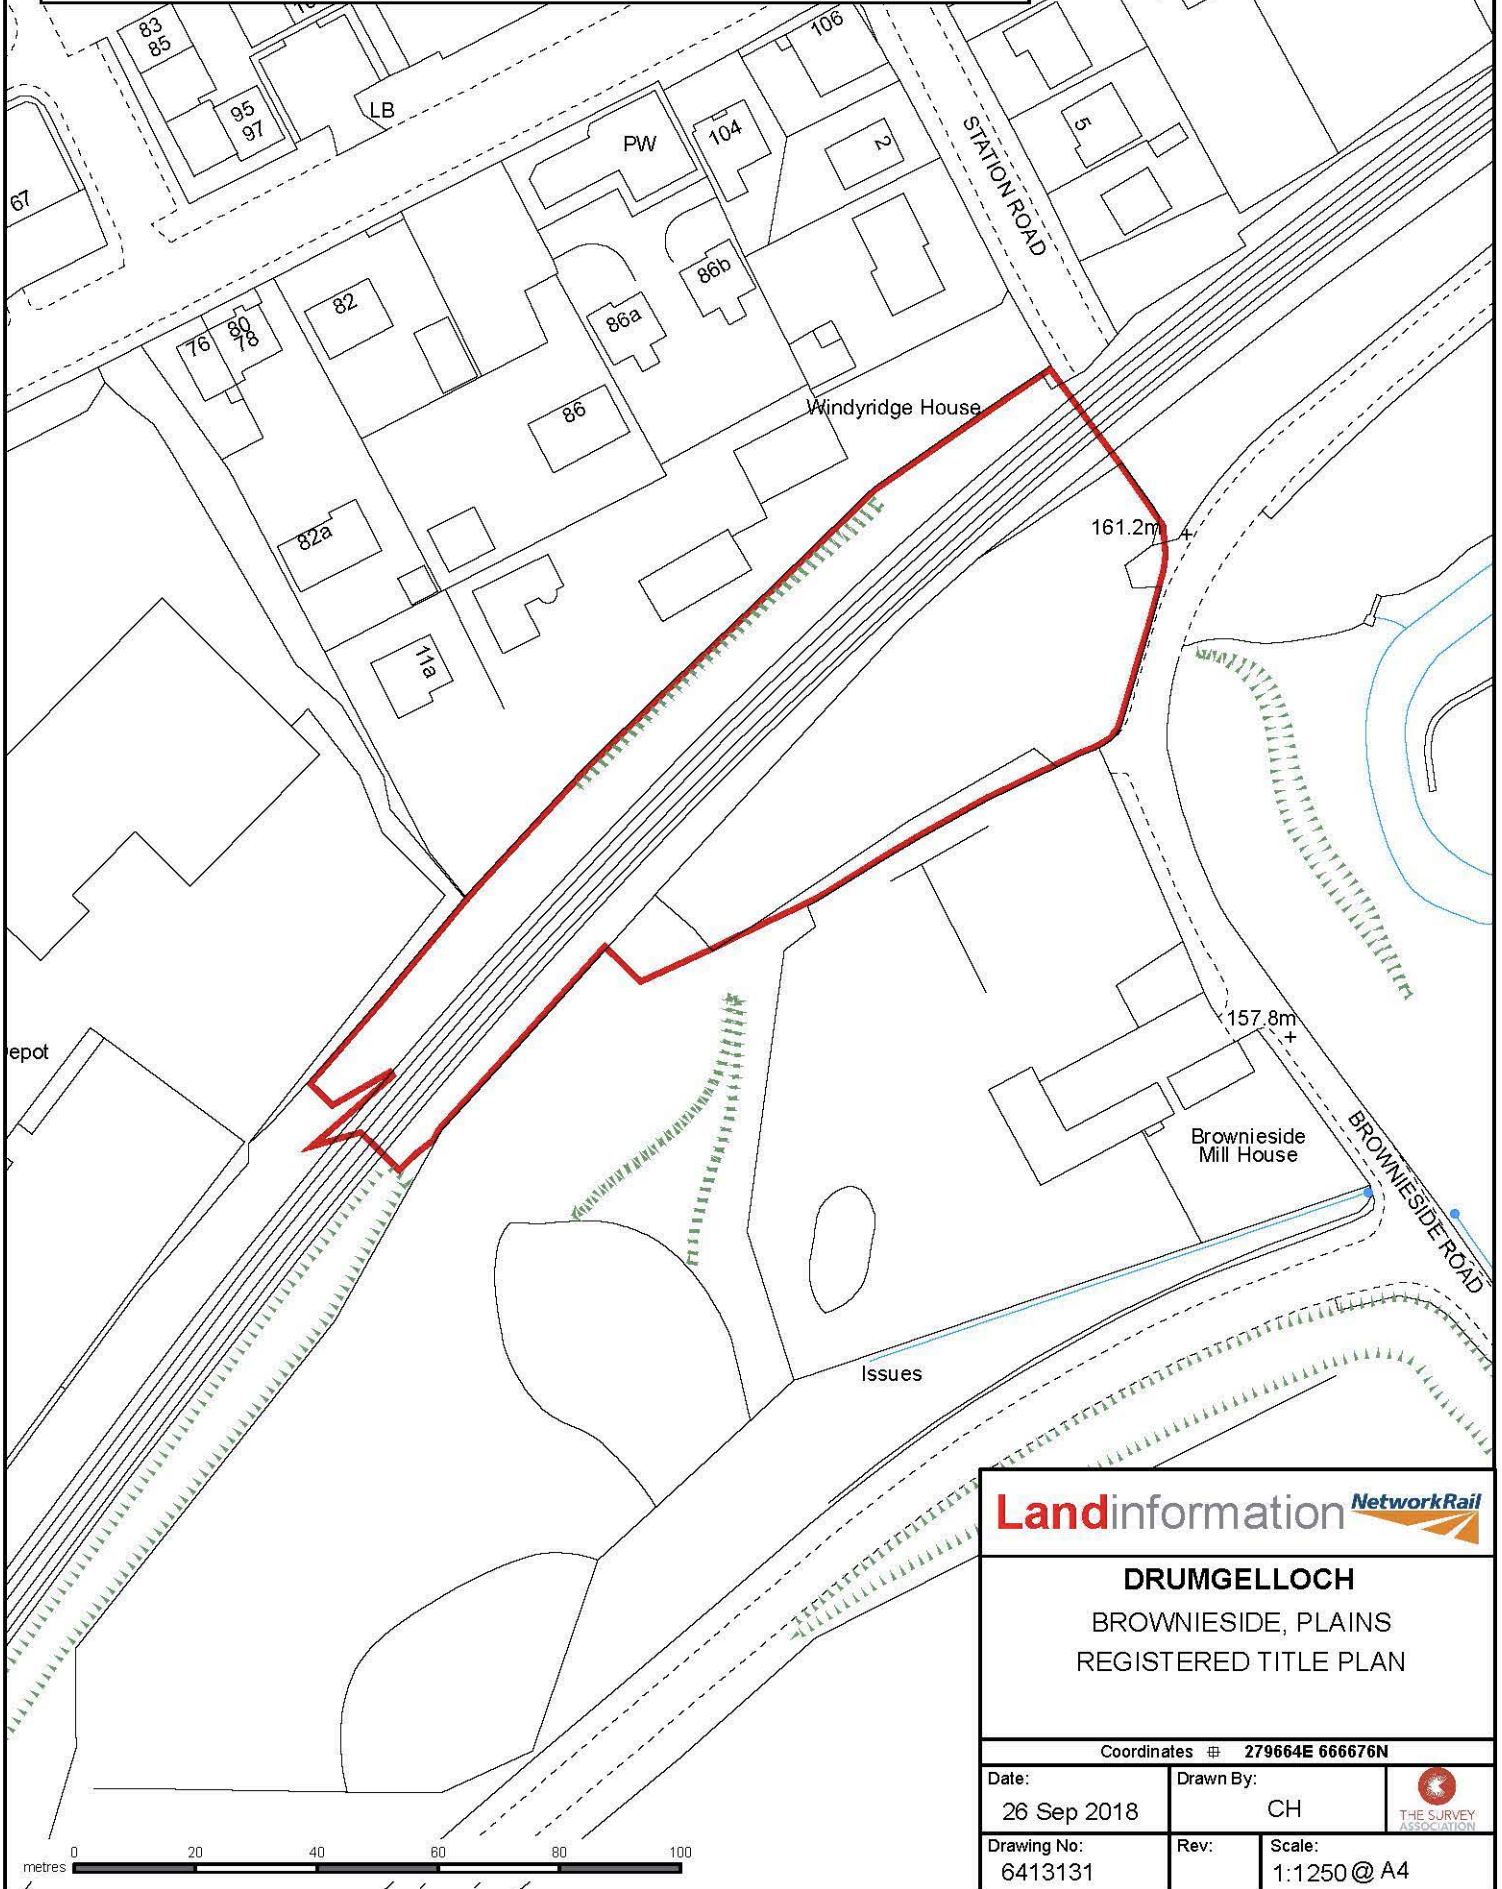 83
85
106
95
97
LB
PW
104
2
5
STATION ROAD
67
86b
82
86a
80
76
78
86
Windyridge House
161.2m
82a
11a
epot
157.8m
Brownieside
Mill House
BROWNIESIDE ROAD
Issues
Landinformation NetworkRail
DRUMGELLOCH
BROWNIESIDE, PLAINS
REGISTERED TITLE PLAN
Coordinates 279664E 666676N
Date:
26 Sep 2018
Drawn By:
CH
THE SURVEY
ASSOCIATION
Drawing No:
6413131
Rev:
Scale:
1:1250 @ A4
metres 0 20 40 60 80 100